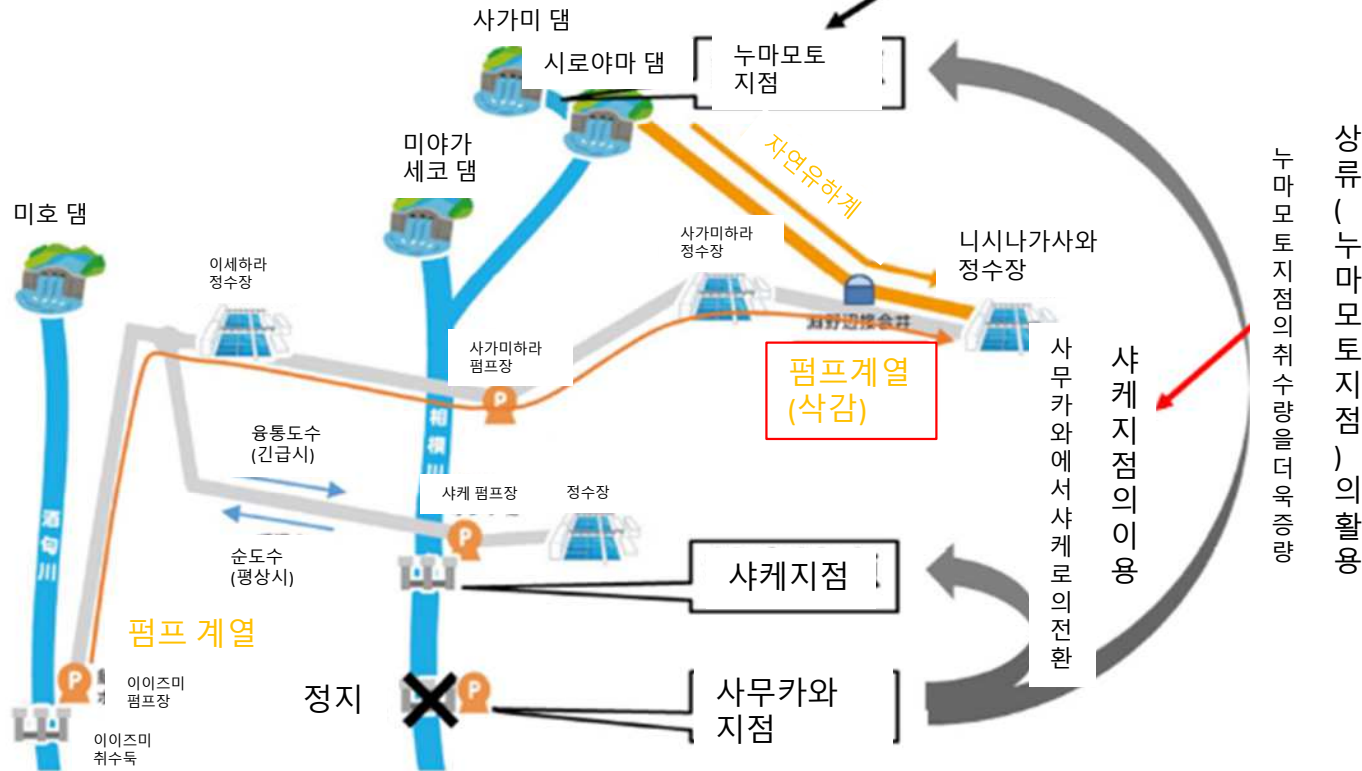 사가미 댐
시로야마 댐
누마모토
지점
미야가
세코 댐
자연유하계
미호 댐
사가미하라
정수장
니시나가사와
정수장
이세하라
정수장
사가미하라
펌프장
펌프계열
(삭감)
융통도수
(긴급시)
相模川
샤케 펌프장
정수장
酒匂川
순도수
(평상시)
샤케지점
펌프 계열
이이즈미
펌프장
정지
사무카와
지점
이이즈미
취수둑
사무카와에서샤케로의전환
샤케지점의이용
누마모토지점의취수량을더욱증량
상류(누마모토지점)의활용
P
P
P
P